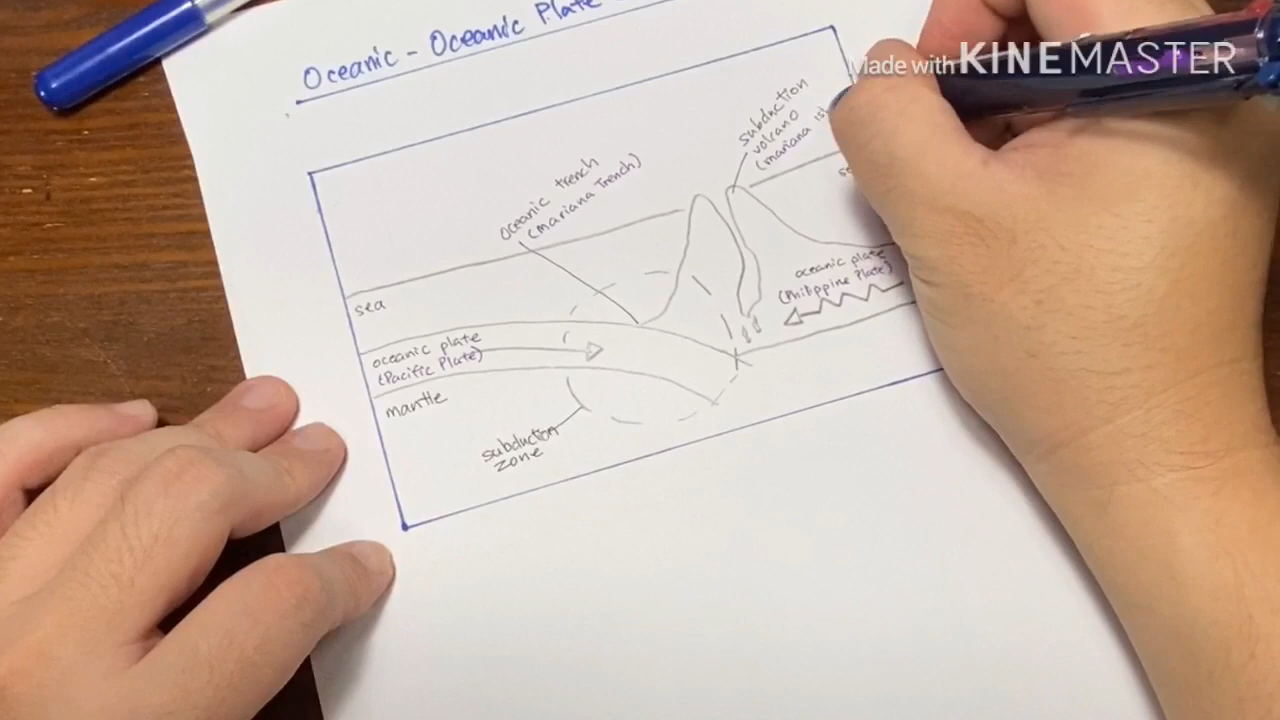 Oceanic - Oceanic Plate
Made with KINEMASTER
subduction
volcano
(mariana
oceanic trench
(Mariana Trench)
sea
oceanic plate
(Philippine Plate)
oceanic plate
(Pacific Plate)
mantle
subduction
zone